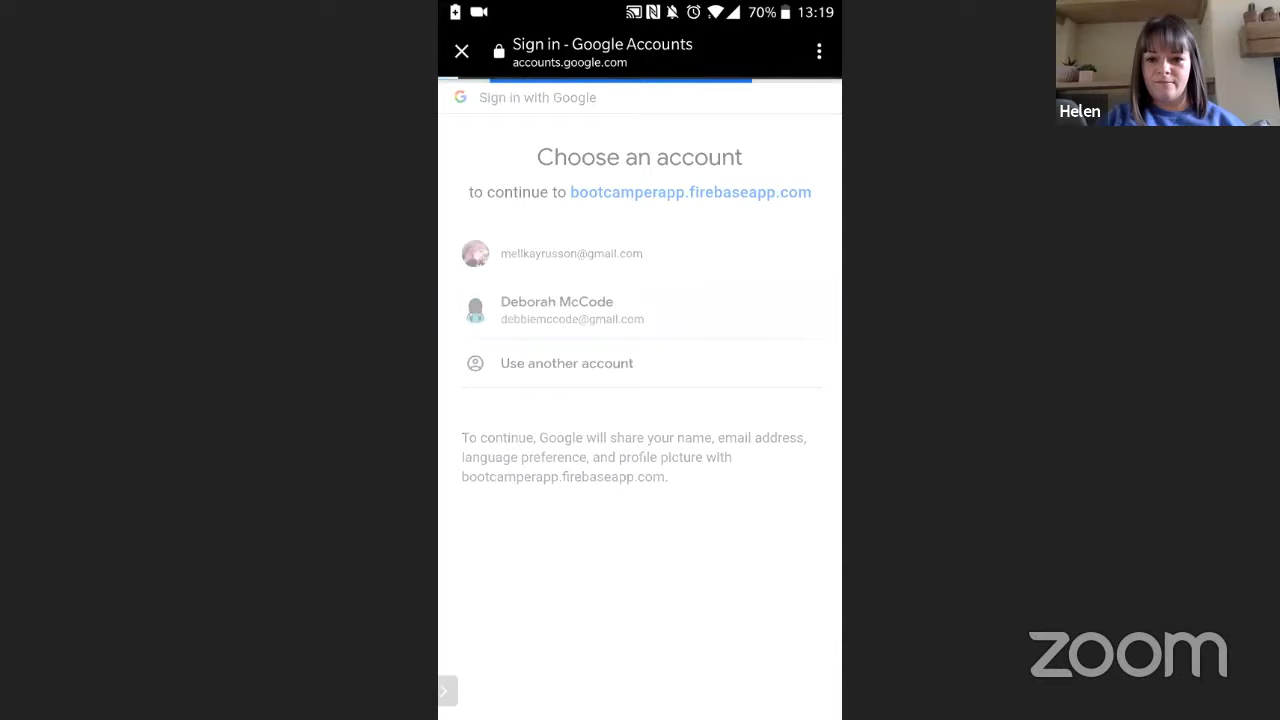 70% 13:19
Sign in - Google Accounts
accounts.google.com
Sign in with Google
Choose an account
to continue to bootcamperapp.firebaseapp.com
mellkayrusson@gmail.com
Deborah McCode
debbiemccode@gmail.com
Use another account
To continue, Google will share your name, email address,
language preference, and profile picture with
bootcamperapp.firebaseapp.com.
Helen
zoom